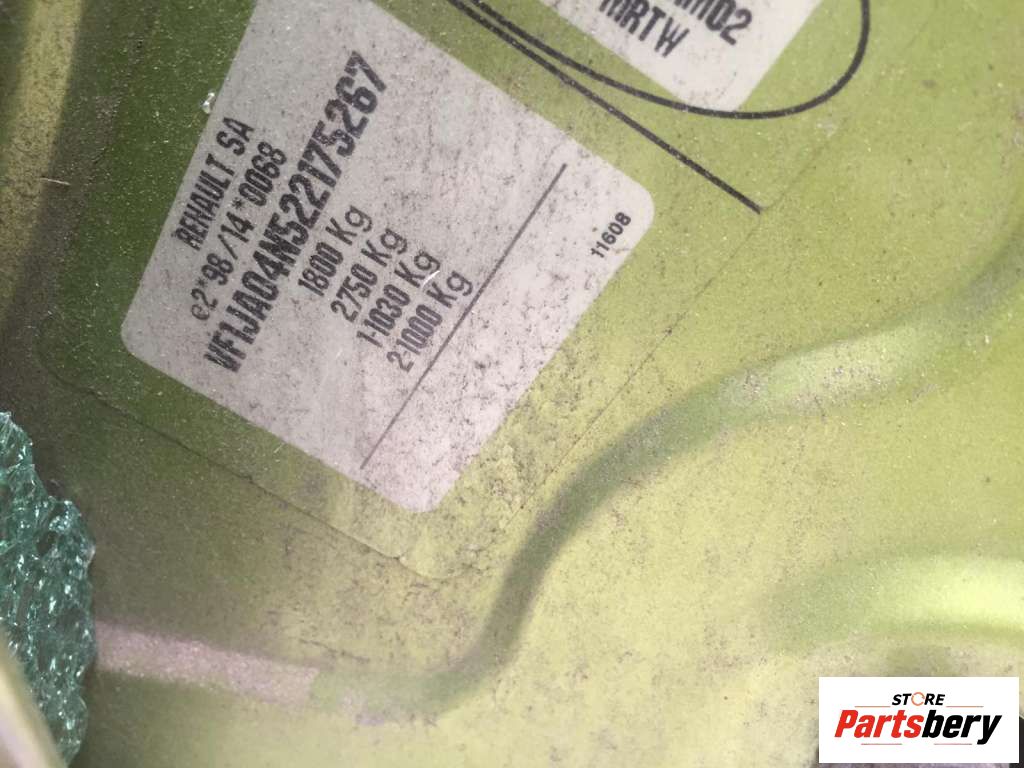 MRTW
RENAULT SA
e2*98/14*0068
VF1JA04N522175267
1800 Kg
2750 Kg
1-1030 Kg
2-1000 Kg
11608
STORE
Partsbery